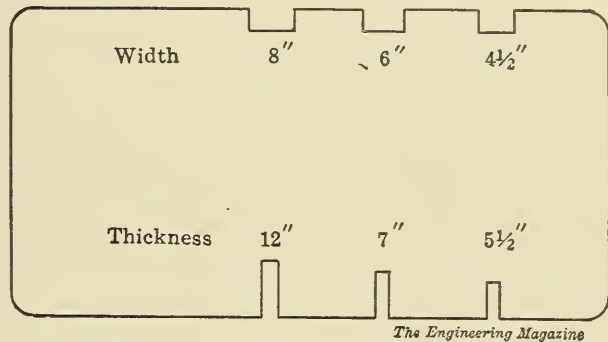 Width 8" 6" 4½"
Thickness 12" 7" 5½"
The Engineering Magazine